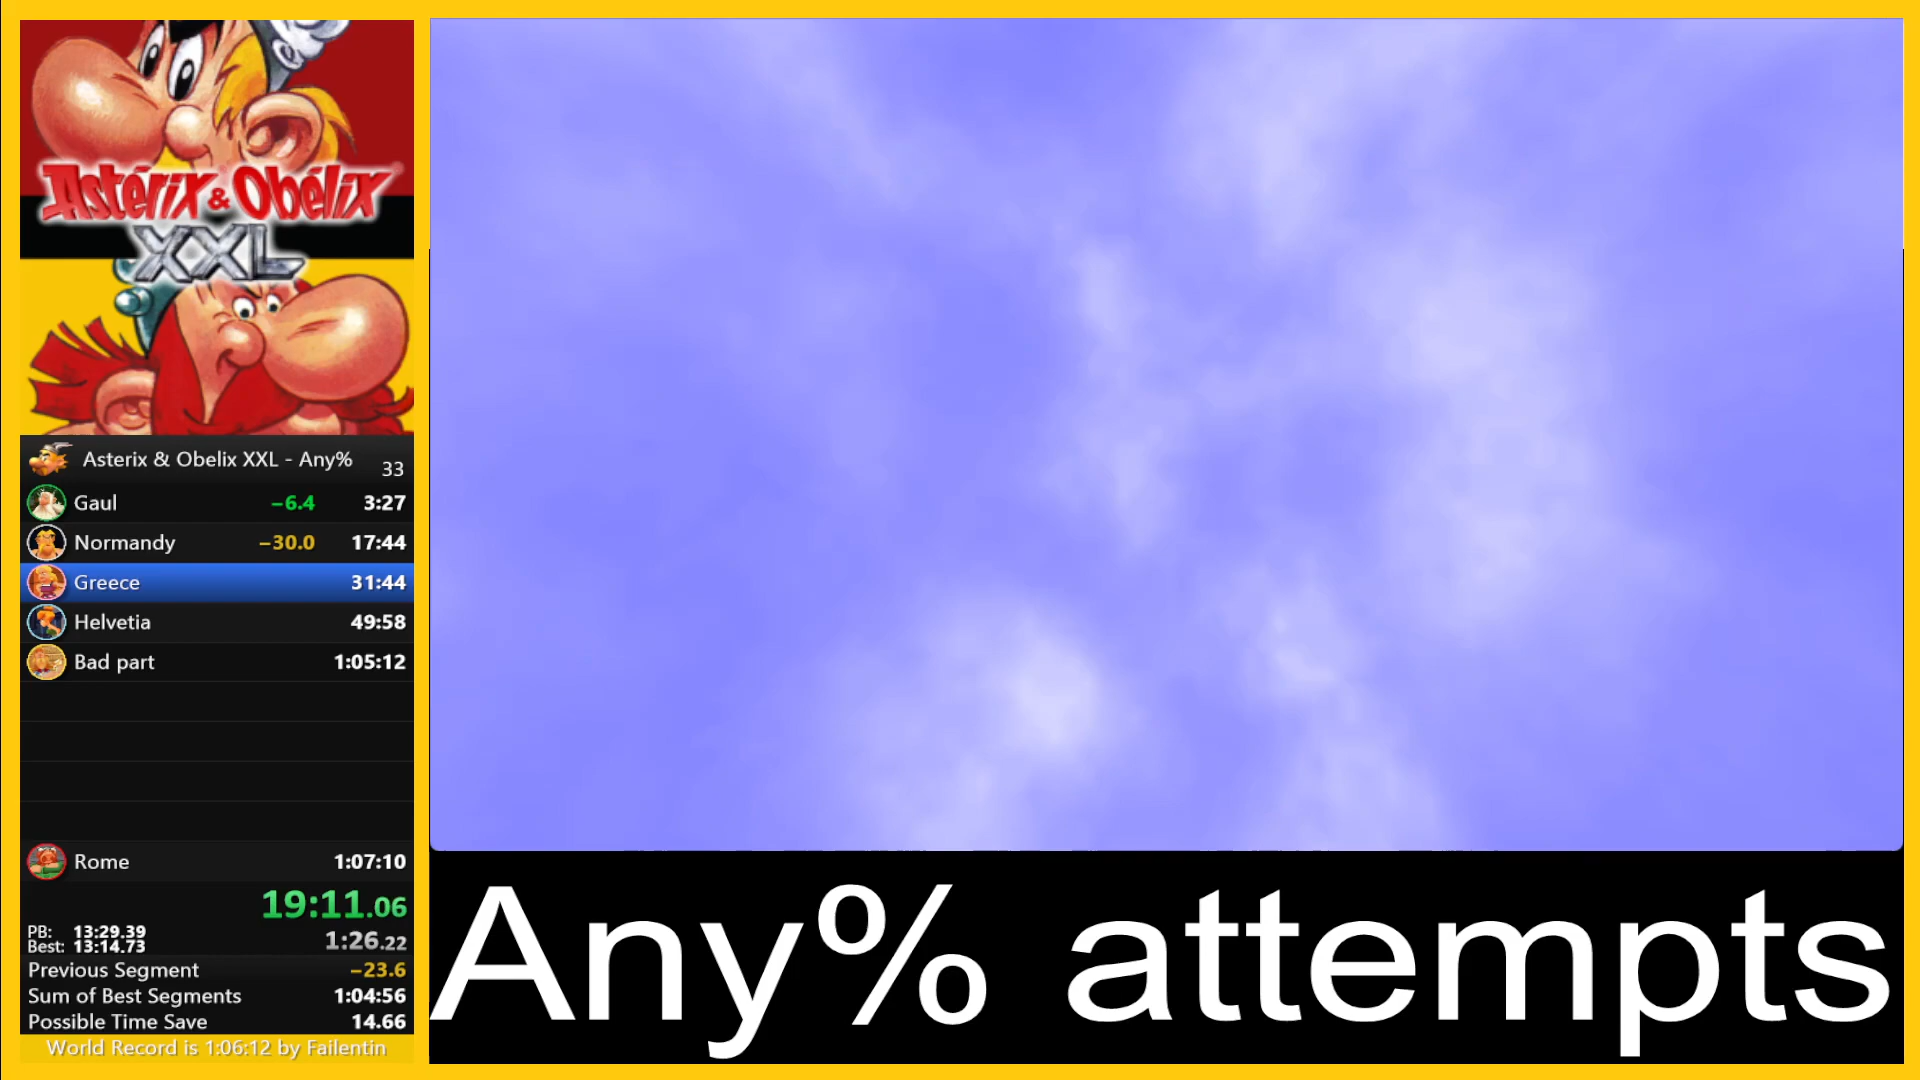 Astérix & Obélix
XXL
Asterix & Obelix XXL - Any%
33
Gaul -6.4 3:27
Normandy -30.0 17:44
Greece 31:44
Helvetia 49:58
Bad part 1:05:12
Rome 1:07:10
19:11.06
PB: 13:29.39
Best: 13:14.73
1:26.22
Previous Segment -23.6
Sum of Best Segments 1:04:56
Possible Time Save 14.66
World Record is 1:06:12 by Failentin
Any% attempts